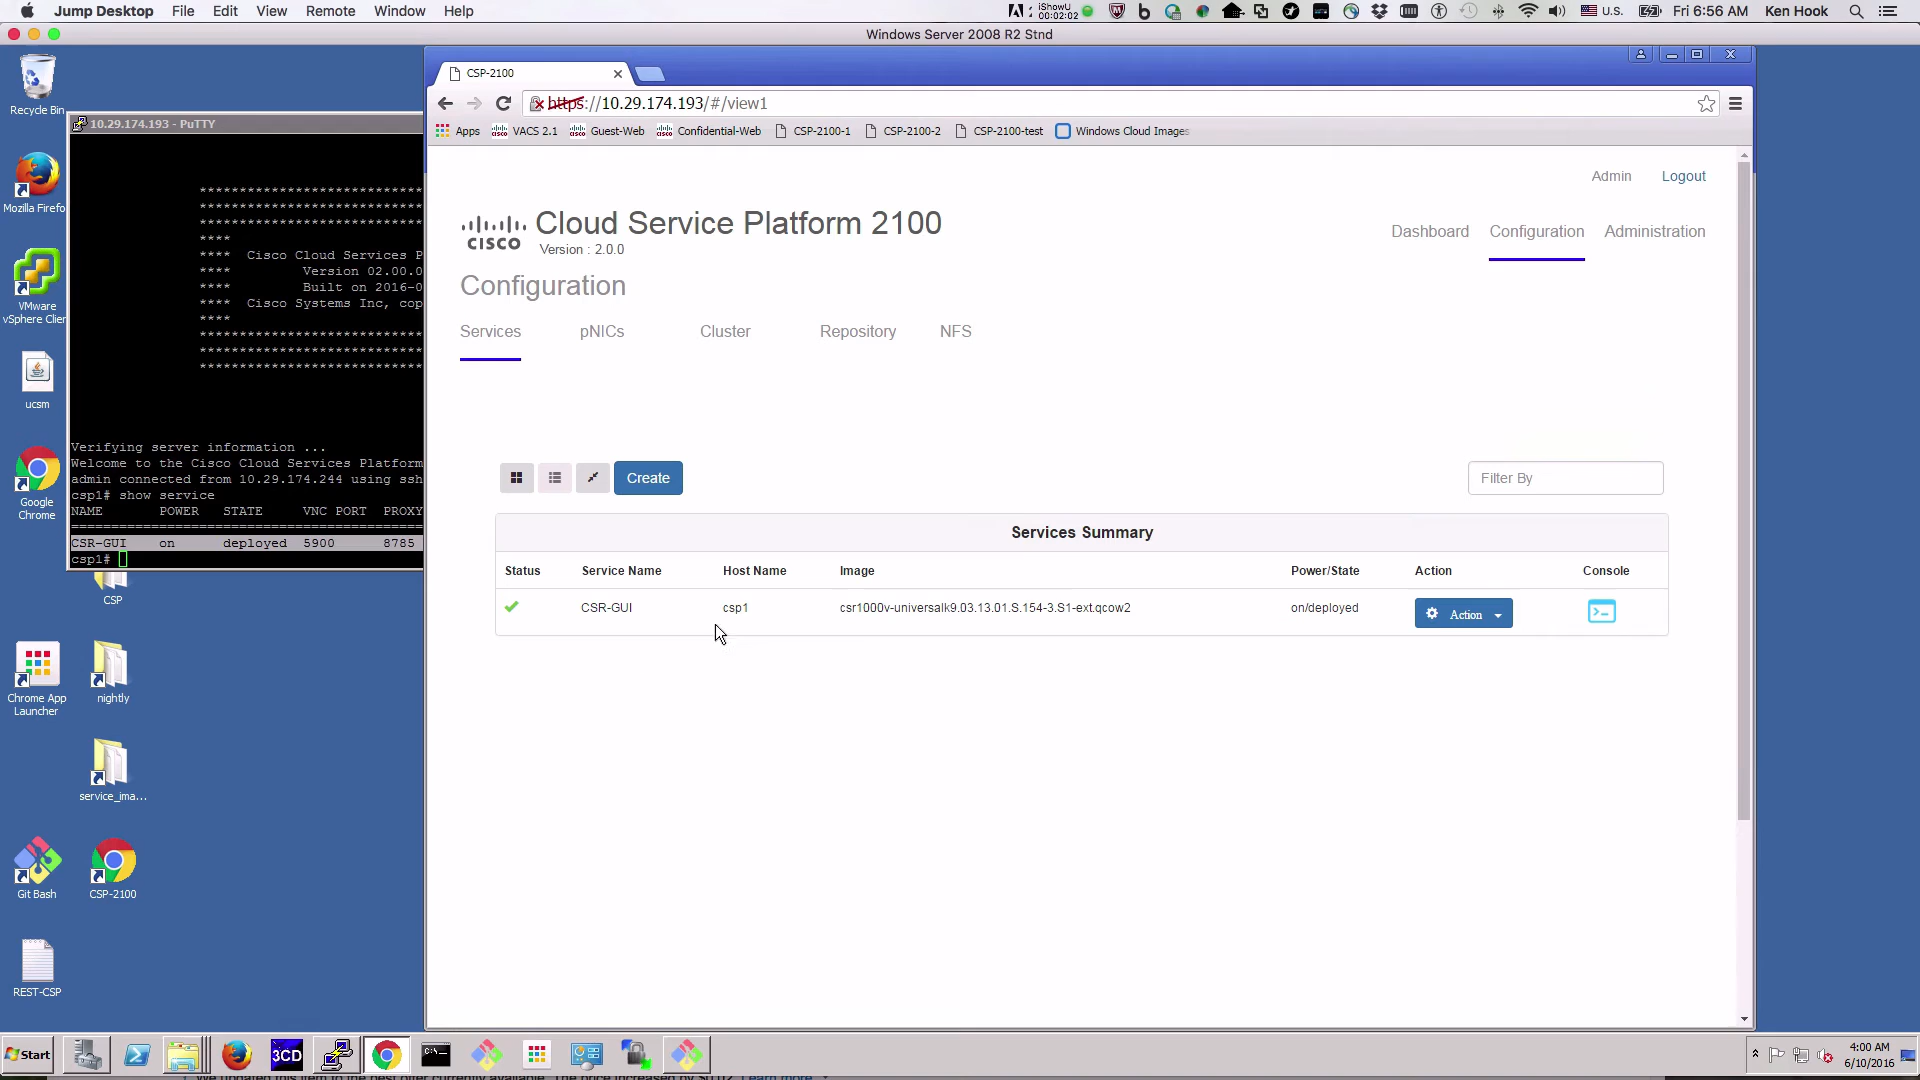 Jump Desktop File Edit View Remote Window Help
iShowU
00:02:02
U.S. Fri 6:56 AM Ken Hook
Windows Server 2008 R2 Stnd
Recycle Bin
Mozilla Firefo
VMware
vSphere Clien
ucsm
Google
Chrome
CSP
Chrome App
Launcher
nightly
service_ima...
Git Bash
CSP-2100
REST-CSP
10.29.174.193 - PuTTY
***************************
***************************
***************************
****
**** Cisco Cloud Services P
**** Version 02.00.0
**** Built on 2016-0
**** Cisco Systems Inc, cop
****
***************************
***************************
***************************
Verifying server information ...
Welcome to the Cisco Cloud Services Platform
admin connected from 10.29.174.244 using ssh
csp1# show service
NAME POWER STATE VNC PORT PROXY
CSR-GUI on deployed 5900 8785
csp1#
CSP-2100
https://10.29.174.193/#/view1
Apps VACS 2.1 Guest-Web Confidential-Web CSP-2100-1 CSP-2100-2 CSP-2100-test Windows Cloud Images
Admin Logout
CISCO
Cloud Service Platform 2100
Version : 2.0.0
Dashboard Configuration Administration
Configuration
Services pNICs Cluster Repository NFS
Create
Filter By
Services Summary
Status Service Name Host Name Image Power/State Action Console
CSR-GUI csp1 csr1000v-universalk9.03.13.01.S.154-3.S1-ext.qcow2 on/deployed Action
Start
3CD
4:00 AM
6/10/2016